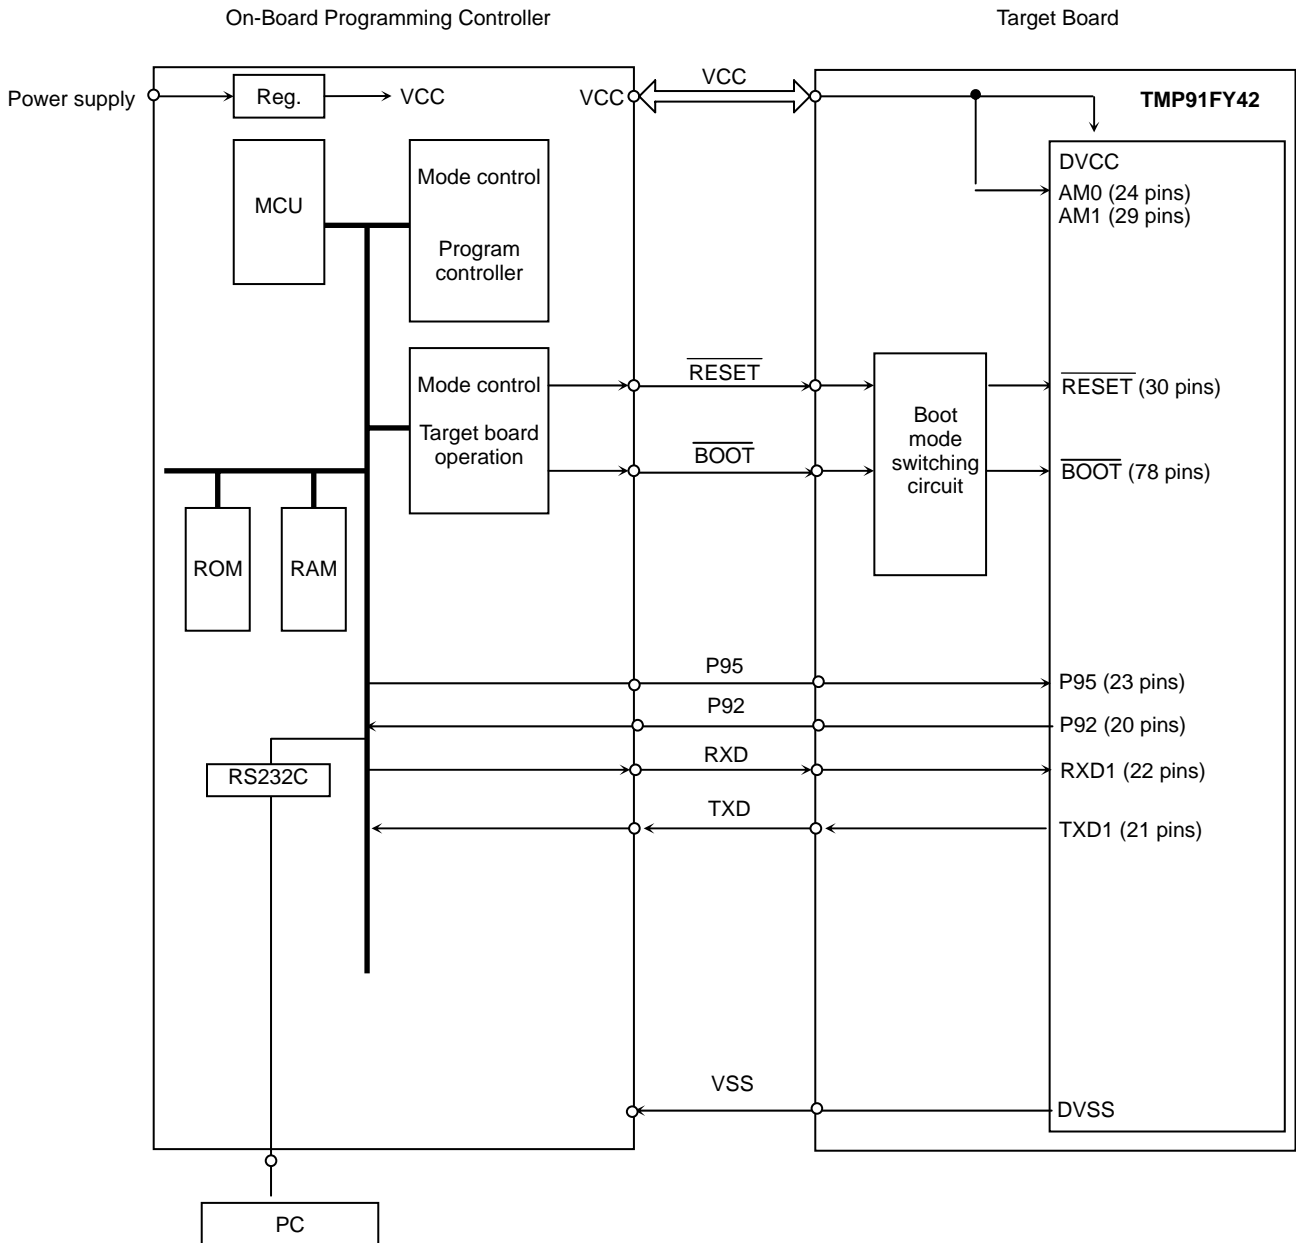 On-Board Programming Controller
Target Board
Power supply
Reg.
VCC
VCC
VCC
TMP91FY42
MCU
Mode control
Program
controller
DVCC
AM0 (24 pins)
AM1 (29 pins)
Mode control
Target board
operation
RESET
BOOT
Boot
mode
switching
circuit
RESET (30 pins)
BOOT (78 pins)
ROM
RAM
P95
P95 (23 pins)
P92
P92 (20 pins)
RS232C
RXD
RXD1 (22 pins)
TXD
TXD1 (21 pins)
VSS
DVSS
PC